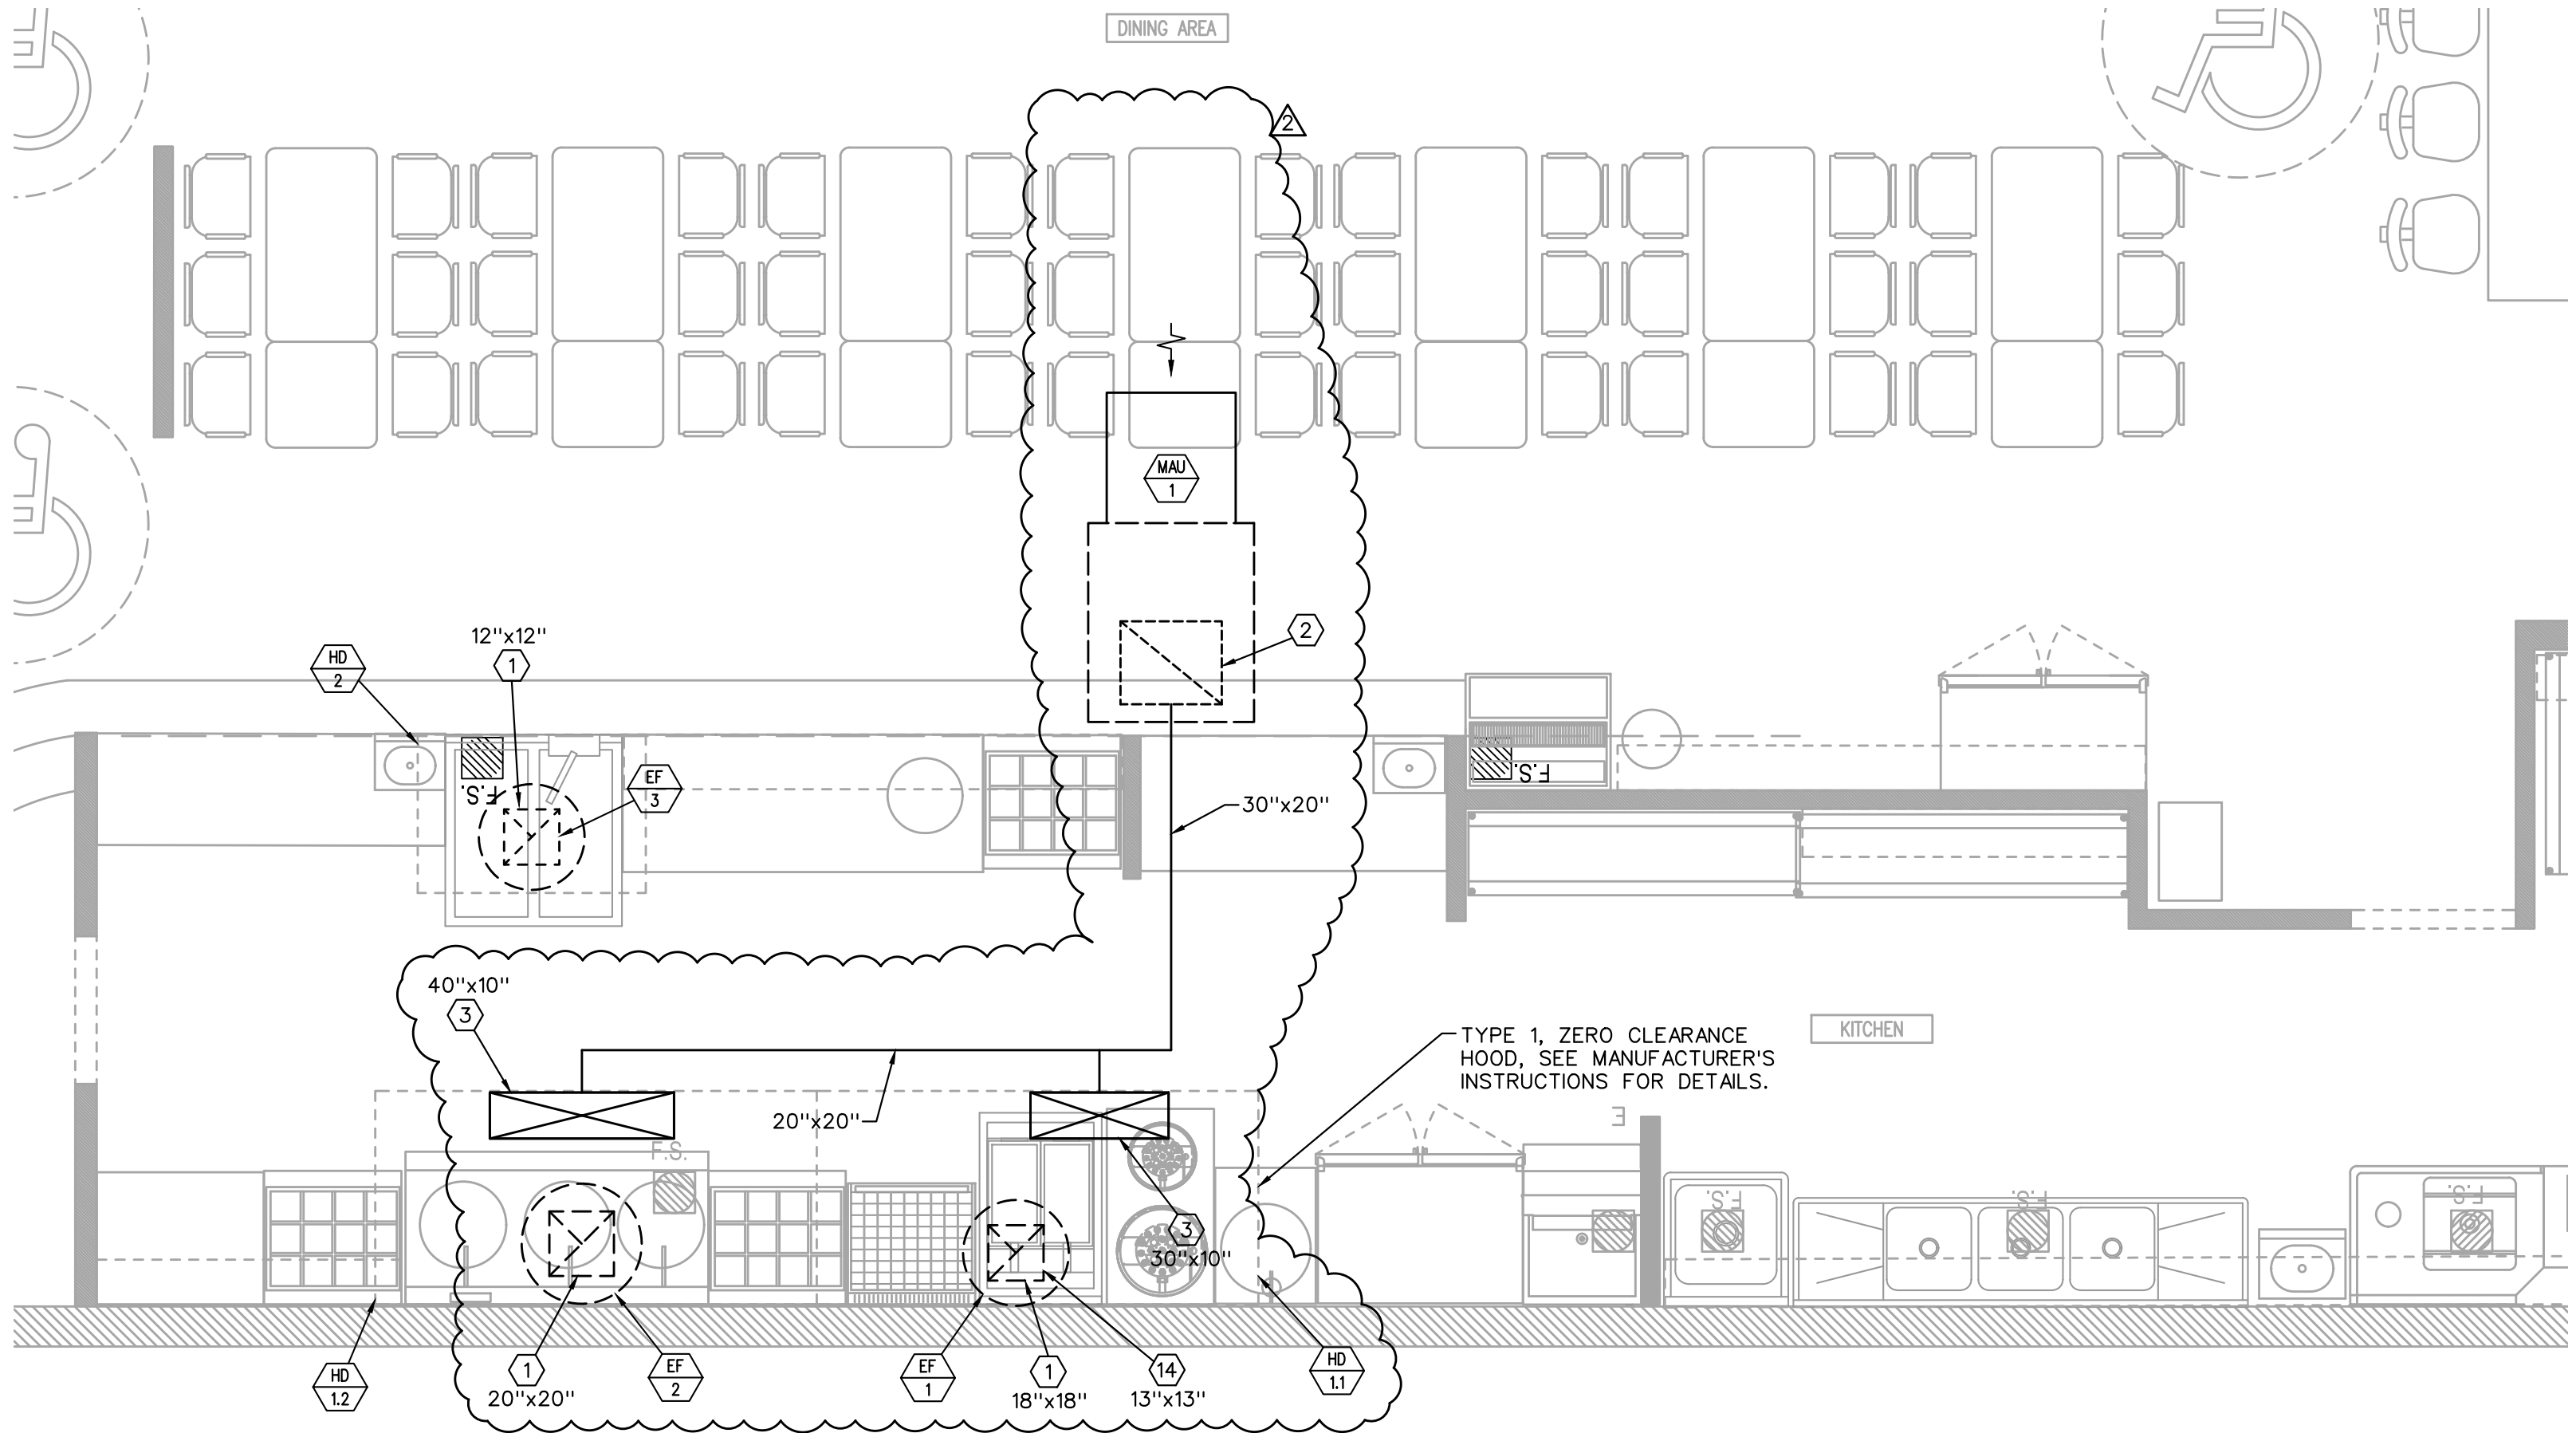 DINING AREA
2
MAU
1
12"x12"
1
HD
2
2
EF
3
F.S.
F.S.
30"x20"
40"x10"
3
TYPE 1, ZERO CLEARANCE
HOOD, SEE MANUFACTURER'S
INSTRUCTIONS FOR DETAILS.
KITCHEN
20"x20"
E
F.S.
F.S.
F.S.
F.S.
3
30"x10"
HD
1.2
1
20"x20"
EF
2
EF
1
1
18"x18"
14
13"x13"
HD
1.1